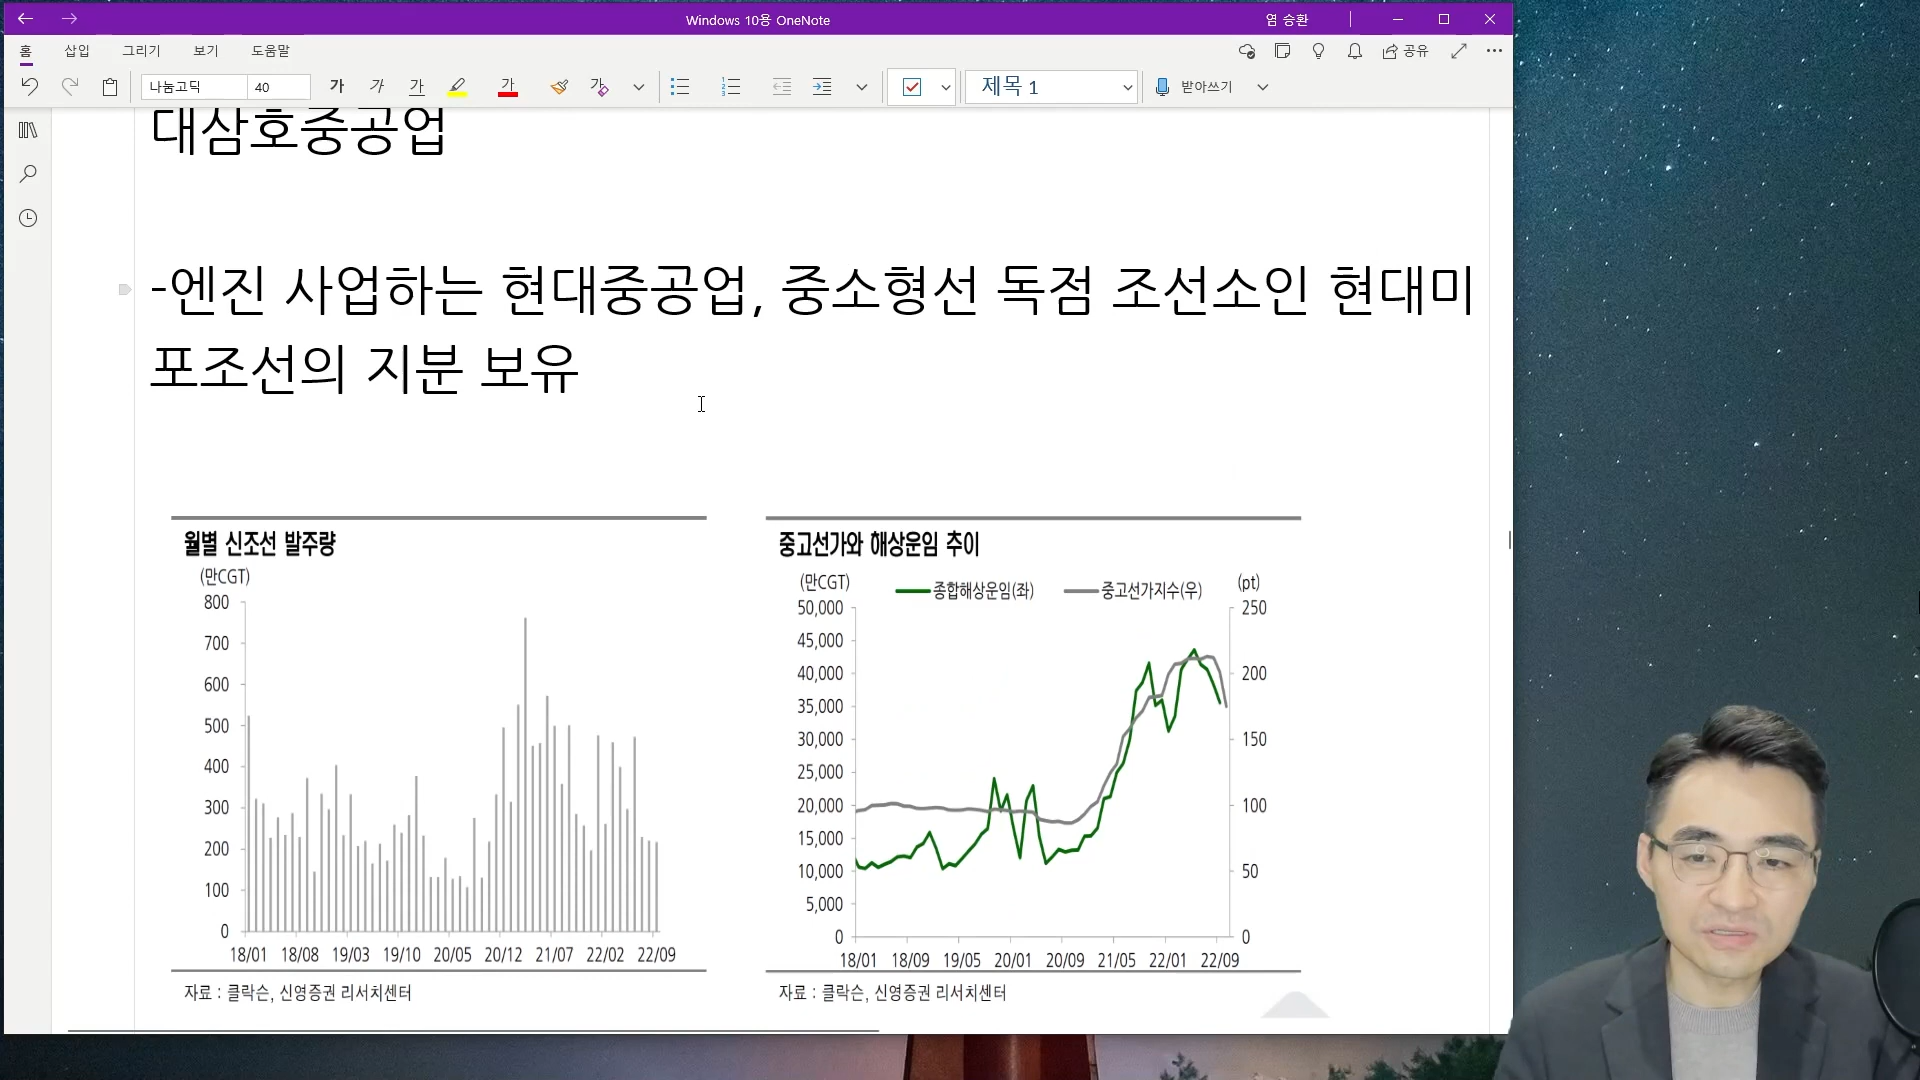 Windows 10용 OneNote
염 승환
홈 삽입 그리기 보기 도움말
공유
나눔고딕 40 가 가 가 가 제목 1 받아쓰기
대삼호중공업
-엔진 사업하는 현대중공업, 중소형선 독점 조선소인 현대미
포조선의 지분 보유
월별 신조선 발주량
(만CGT)
800
700
600
500
400
300
200
100
0
18/01 18/08 19/03 19/10 20/05 20/12 21/07 22/02 22/09
자료 : 클락슨, 신영증권 리서치센터
중고선가와 해상운임 추이
(만CGT) 종합해상운임(좌) 중고선가지수(우) (pt)
50,000 250
45,000
40,000 200
35,000
30,000 150
25,000
20,000 100
15,000
10,000 50
5,000
0 0
18/01 18/09 19/05 20/01 20/09 21/05 22/01 22/09
자료 : 클락슨, 신영증권 리서치센터